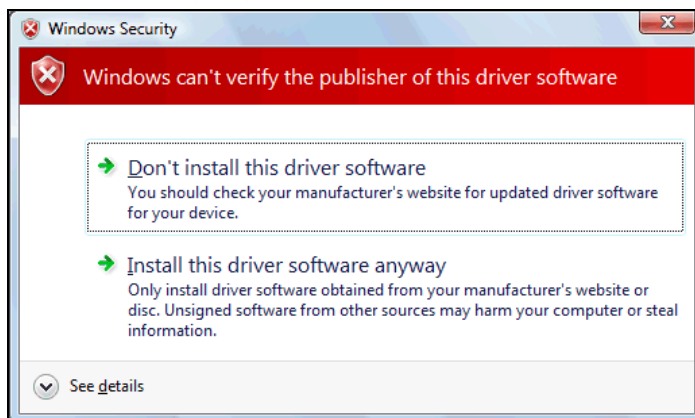 Windows Security
Windows can't verify the publisher of this driver software
Don't install this driver software
You should check your manufacturer's website for updated driver software
for your device.
Install this driver software anyway
Only install driver software obtained from your manufacturer's website or
disc. Unsigned software from other sources may harm your computer or steal
information.
See details